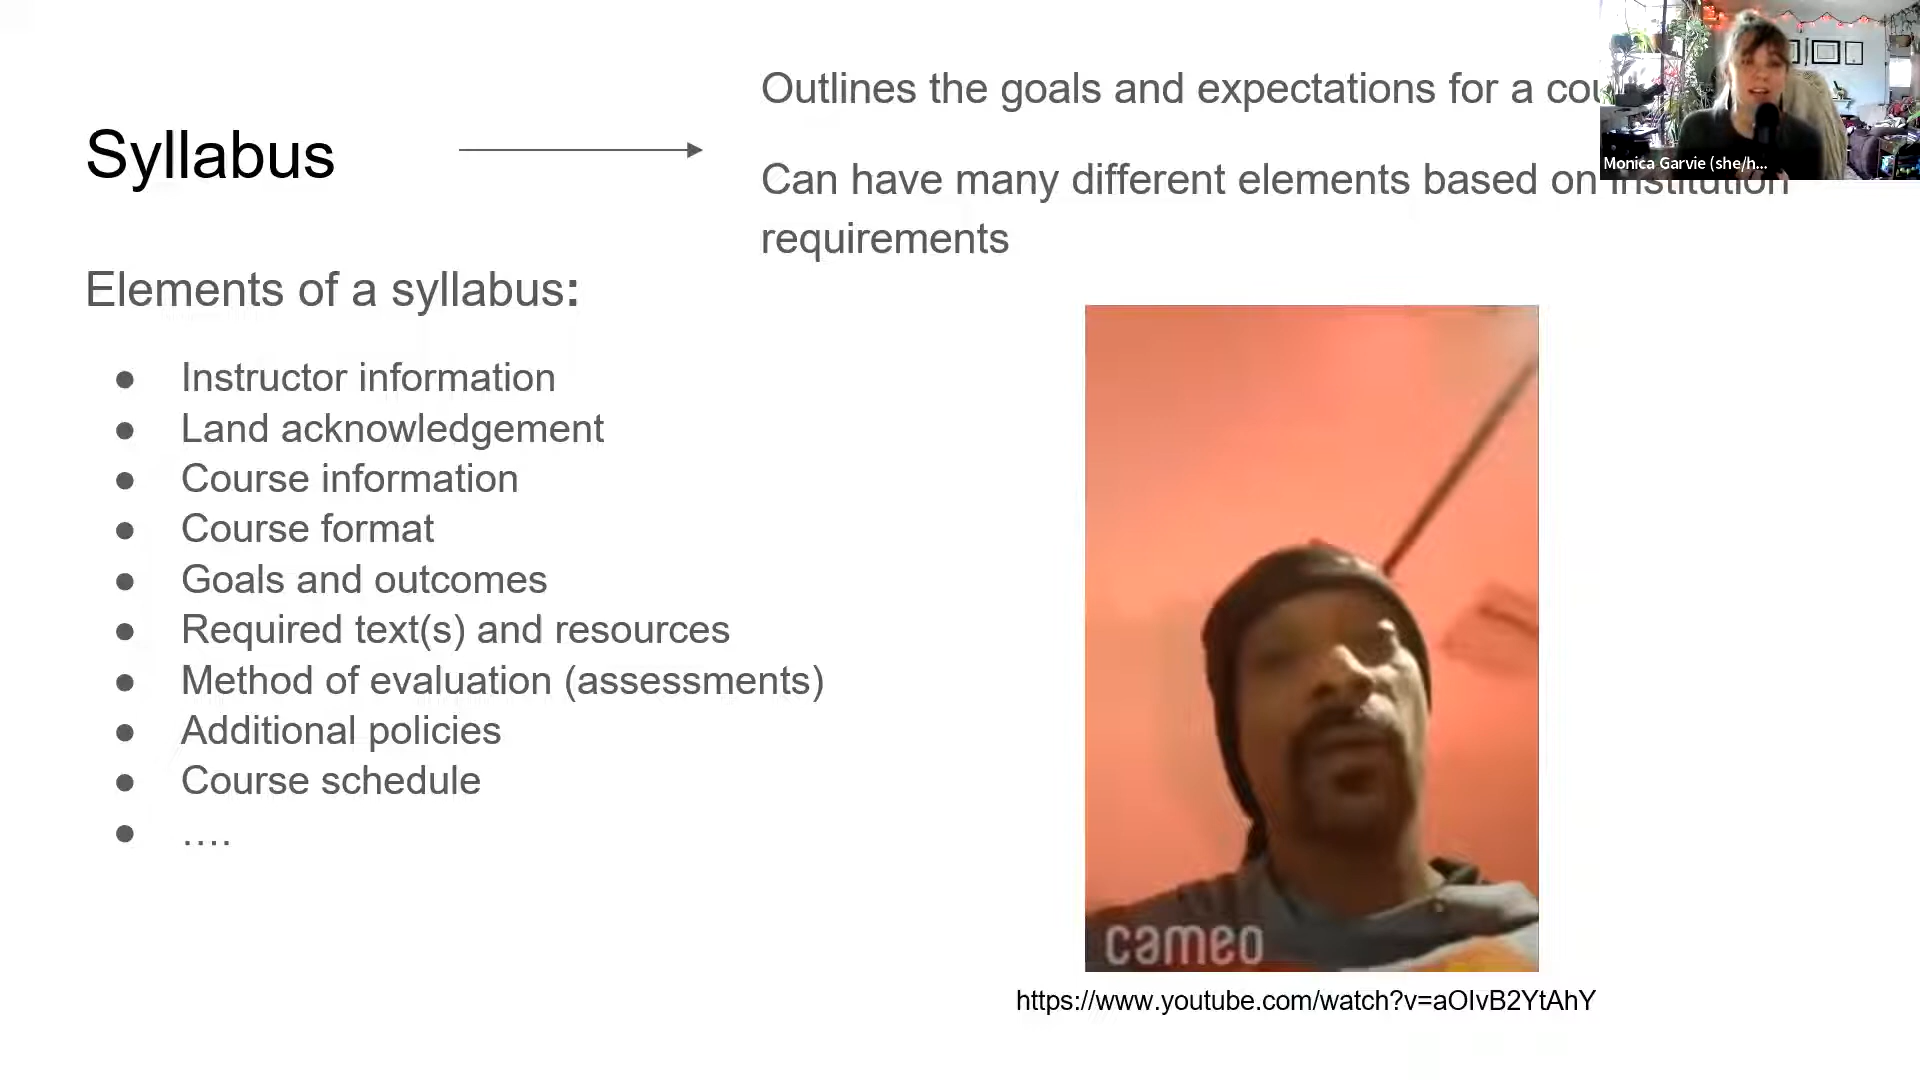 Outlines the goals and expectations for a
Syllabus
Can have many different elements based on institution
requirements
Elements of a syllabus:
● Instructor information
● Land acknowledgement
● Course information
● Course format
● Goals and outcomes
● Required text(s) and resources
● Method of evaluation (assessments)
● Additional policies
● Course schedule
● ....
cameo
https://www.youtube.com/watch?v=aOIvB2YtAhY
Monica Garvie (she/h...